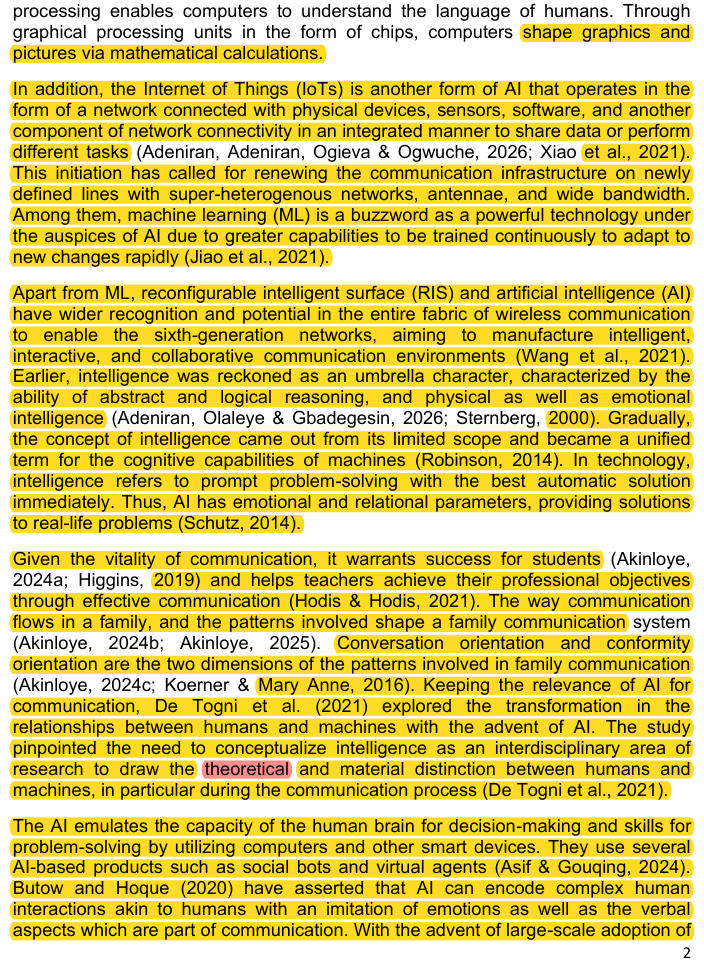 processing enables computers to understand the language of humans. Through
graphical processing units in the form of chips, computers shape graphics and
pictures via mathematical calculations.
In addition, the Internet of Things (IoTs) is another form of AI that operates in the
form of a network connected with physical devices, sensors, software, and another
component of network connectivity in an integrated manner to share data or perform
different tasks (Adeniran, Adeniran, Ogieva & Ogwuche, 2026; Xiao et al., 2021).
This initiation has called for renewing the communication infrastructure on newly
defined lines with super-heterogenous networks, antennae, and wide bandwidth.
Among them, machine learning (ML) is a buzzword as a powerful technology under
the auspices of AI due to greater capabilities to be trained continuously to adapt to
new changes rapidly (Jiao et al., 2021).
Apart from ML, reconfigurable intelligent surface (RIS) and artificial intelligence (AI)
have wider recognition and potential in the entire fabric of wireless communication
to enable the sixth-generation networks, aiming to manufacture intelligent,
interactive, and collaborative communication environments (Wang et al., 2021).
Earlier, intelligence was reckoned as an umbrella character, characterized by the
ability of abstract and logical reasoning, and physical as well as emotional
intelligence (Adeniran, Olaleye & Gbadegesin, 2026; Sternberg, 2000). Gradually,
the concept of intelligence came out from its limited scope and became a unified
term for the cognitive capabilities of machines (Robinson, 2014). In technology,
intelligence refers to prompt problem-solving with the best automatic solution
immediately. Thus, AI has emotional and relational parameters, providing solutions
to real-life problems (Schutz, 2014).
Given the vitality of communication, it warrants success for students (Akinloye,
2024a; Higgins, 2019) and helps teachers achieve their professional objectives
through effective communication (Hodis & Hodis, 2021). The way communication
flows in a family, and the patterns involved shape a family communication system
(Akinloye, 2024b; Akinloye, 2025). Conversation orientation and conformity
orientation are the two dimensions of the patterns involved in family communication
(Akinloye, 2024c; Koerner & Mary Anne, 2016). Keeping the relevance of AI for
communication, De Togni et al. (2021) explored the transformation in the
relationships between humans and machines with the advent of AI. The study
pinpointed the need to conceptualize intelligence as an interdisciplinary area of
research to draw the theoretical and material distinction between humans and
machines, in particular during the communication process (De Togni et al., 2021).
The AI emulates the capacity of the human brain for decision-making and skills for
problem-solving by utilizing computers and other smart devices. They use several
AI-based products such as social bots and virtual agents (Asif & Gouqing, 2024).
Butow and Hoque (2020) have asserted that AI can encode complex human
interactions akin to humans with an imitation of emotions as well as the verbal
aspects which are part of communication. With the advent of large-scale adoption of
2